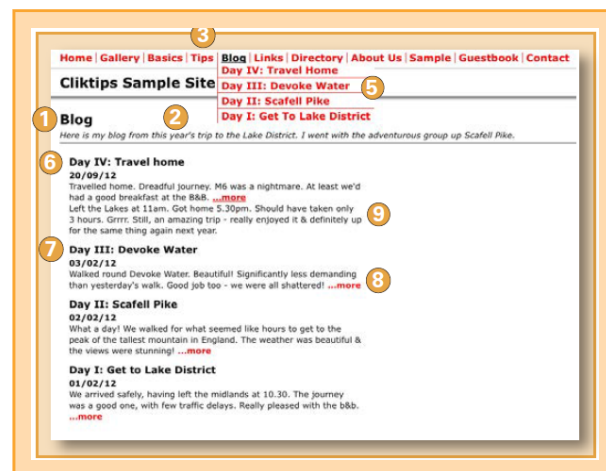 3
Home | Gallery | Basics | Tips | Blog | Links | Directory | About Us | Sample | Guestbook | Contact
Day IV: Travel Home
Cliktips Sample Site
Day III: Devoke Water 5
Day II: Scafell Pike
Day I: Get To Lake District
1 Blog 2
Here is my blog from this year's trip to the Lake District. I went with the adventurous group up Scafell Pike.
6 Day IV: Travel home
20/09/12
Travelled home. Dreadful journey. M6 was a nightmare. At least we'd
had a good breakfast at the B&B. ...more
Left the Lakes at 11am. Got home 5.30pm. Should have taken only
3 hours. Grrrr. Still, an amazing trip - really enjoyed it & definitely up 9
for the same thing again next year.
7 Day III: Devoke Water
03/02/12
Walked round Devoke Water. Beautiful! Significantly less demanding
than yesterday's walk. Good job too - we were all shattered! ...more 8
Day II: Scafell Pike
02/02/12
What a day! We walked for what seemed like hours to get to the
peak of the tallest mountain in England. The weather was beautiful &
the views were stunning! ...more
Day I: Get to Lake District
01/02/12
We arrived safely, having left the midlands at 10.30. The journey
was a good one, with few traffic delays. Really pleased with the b&b.
...more